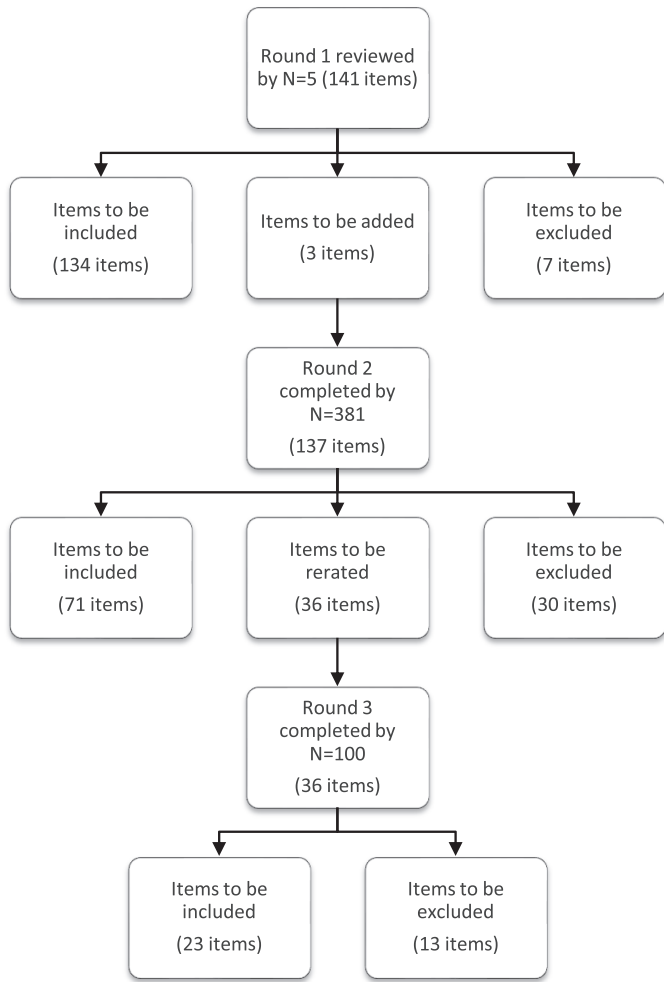 Round 1 reviewed
by N=5 (141 items)
Items to be
included
(134 items)
Items to be added
(3 items)
Items to be
excluded
(7 items)
Round 2
completed by
N=381
(137 items)
Items to be
included
(71 items)
Items to be
rerated
(36 items)
Items to be
excluded
(30 items)
Round 3
completed by
N=100
(36 items)
Items to be
included
(23 items)
Items to be
excluded
(13 items)